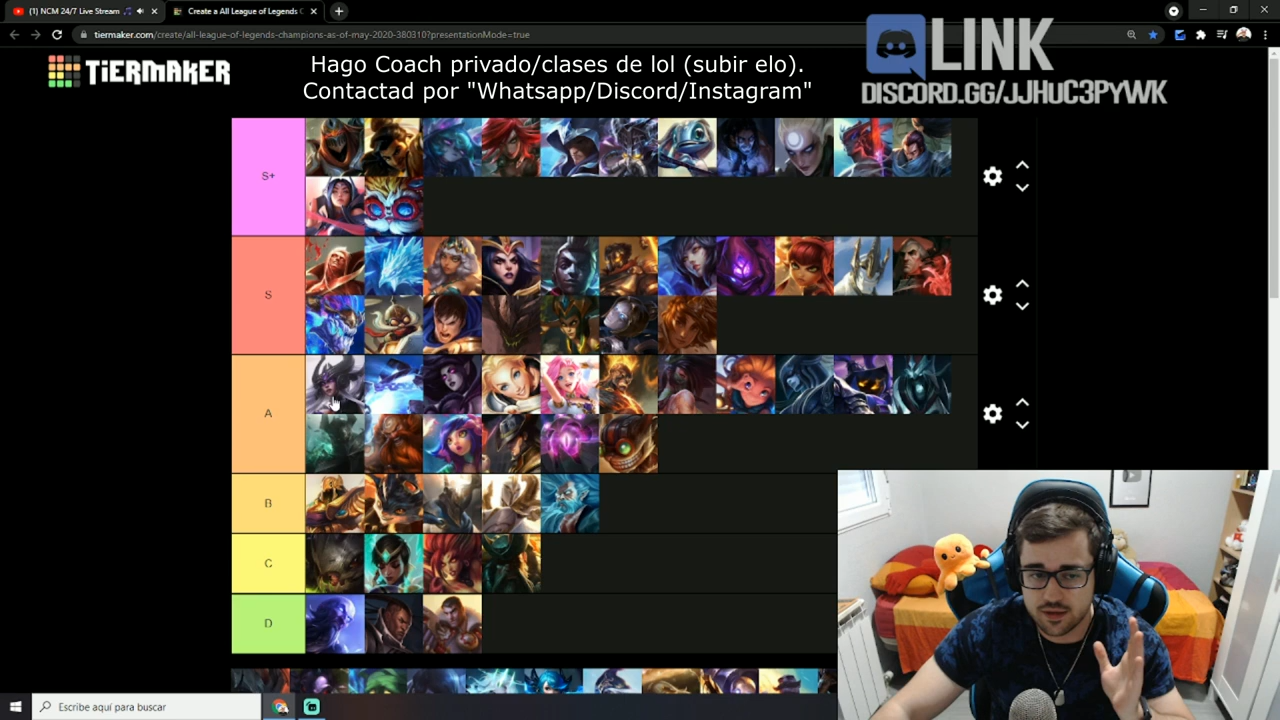 (1) NCM 24/7 Live Stream
Create a All League of Legends C
tiermaker.com/create/all-league-of-legends-champions-as-of-may-2020-380310?presentationMode=true
TIERMAKER
Hago Coach privado/clases de lol (subir elo).
Contactad por "Whatsapp/Discord/Instagram"
LINK
DISCORD.GG/JJHUC3PYWK
S+
S
A
B
C
D
Escribe aquí para buscar